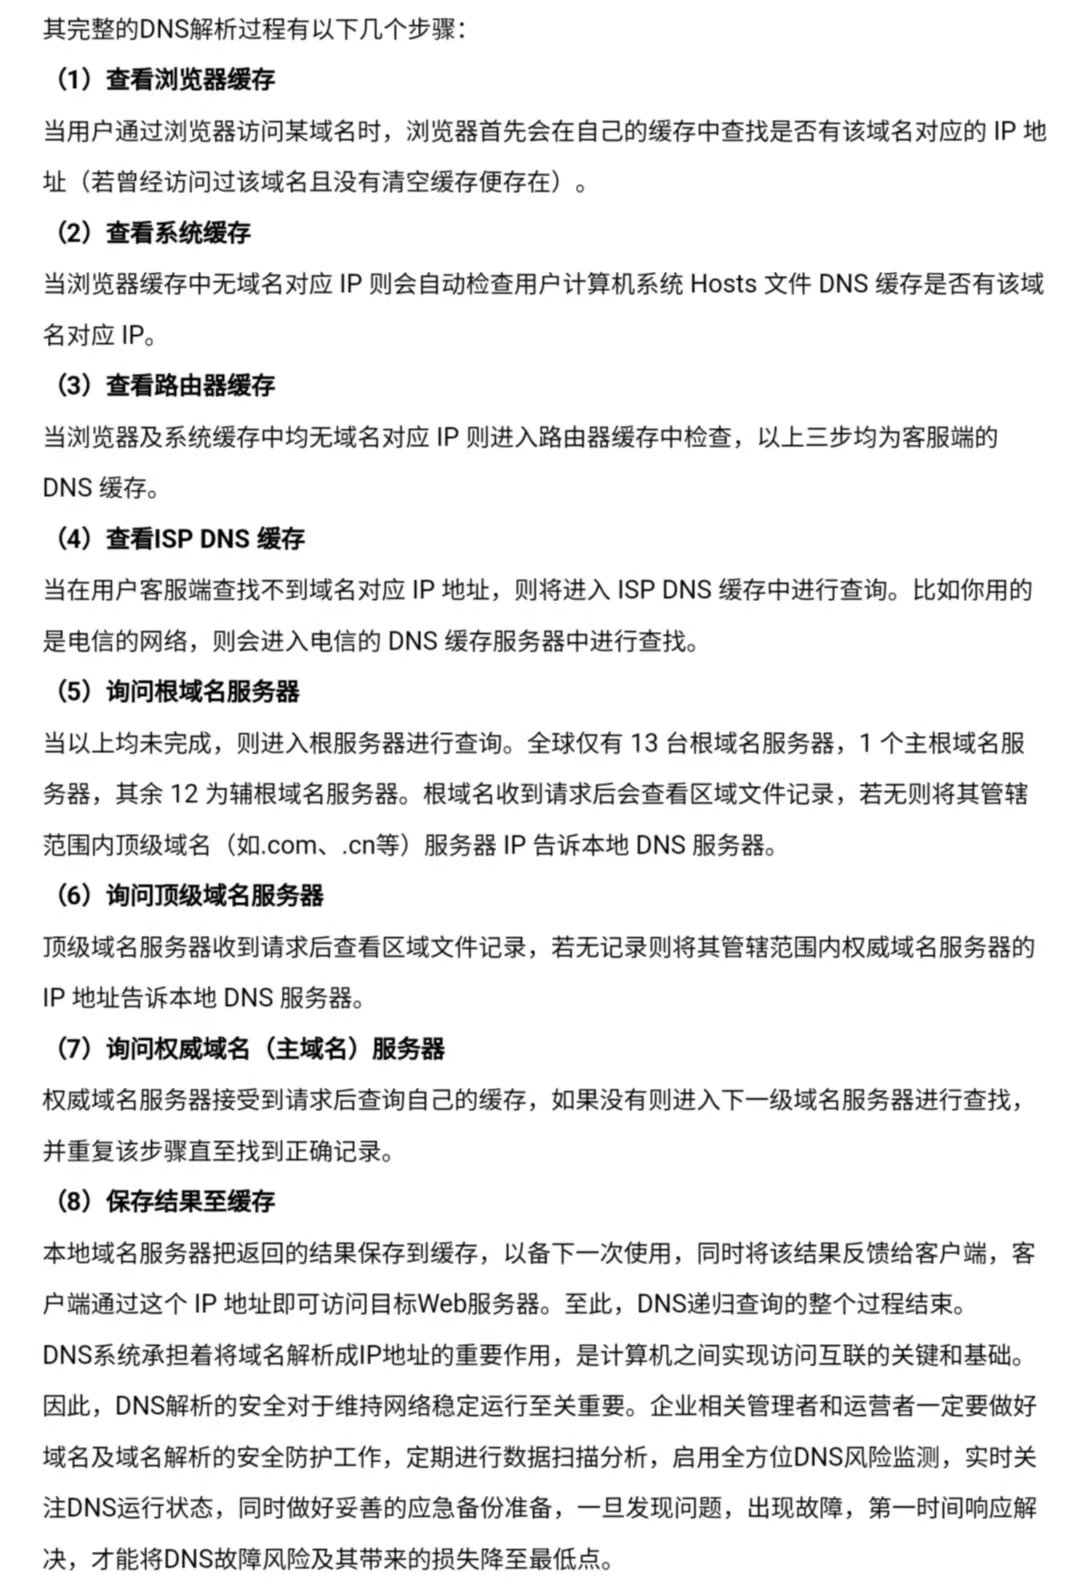 其完整的DNS解析过程有以下几个步骤：
（1）查看浏览器缓存
当用户通过浏览器访问某域名时，浏览器首先会在自己的缓存中查找是否有该域名对应的 IP 地
址（若曾经访问过该域名且没有清空缓存便存在）。
（2）查看系统缓存
当浏览器缓存中无域名对应 IP 则会自动检查用户计算机系统 Hosts 文件 DNS 缓存是否有该域
名对应 IP。
（3）查看路由器缓存
当浏览器及系统缓存中均无域名对应 IP 则进入路由器缓存中检查，以上三步均为客服端的
DNS 缓存。
（4）查看ISP DNS 缓存
当在用户客服端查找不到域名对应 IP 地址，则将进入 ISP DNS 缓存中进行查询。比如你用的
是电信的网络，则会进入电信的 DNS 缓存服务器中进行查找。
（5）询问根域名服务器
当以上均未完成，则进入根服务器进行查询。全球仅有 13 台根域名服务器，1 个主根域名服
务器，其余 12 为辅根域名服务器。根域名收到请求后会查看区域文件记录，若无则将其管辖
范围内顶级域名（如.com、.cn等）服务器 IP 告诉本地 DNS 服务器。
（6）询问顶级域名服务器
顶级域名服务器收到请求后查看区域文件记录，若无记录则将其管辖范围内权威域名服务器的
IP 地址告诉本地 DNS 服务器。
（7）询问权威域名（主域名）服务器
权威域名服务器接受到请求后查询自己的缓存，如果没有则进入下一级域名服务器进行查找，
并重复该步骤直至找到正确记录。
（8）保存结果至缓存
本地域名服务器把返回的结果保存到缓存，以备下一次使用，同时将该结果反馈给客户端，客
户端通过这个 IP 地址即可访问目标Web服务器。至此，DNS递归查询的整个过程结束。
DNS系统承担着将域名解析成IP地址的重要作用，是计算机之间实现访问互联的关键和基础。
因此，DNS解析的安全对于维持网络稳定运行至关重要。企业相关管理者和运营者一定要做好
域名及域名解析的安全防护工作，定期进行数据扫描分析，启用全方位DNS风险监测，实时关
注DNS运行状态，同时做好妥善的应急备份准备，一旦发现问题，出现故障，第一时间响应解
决，才能将DNS故障风险及其带来的损失降至最低点。